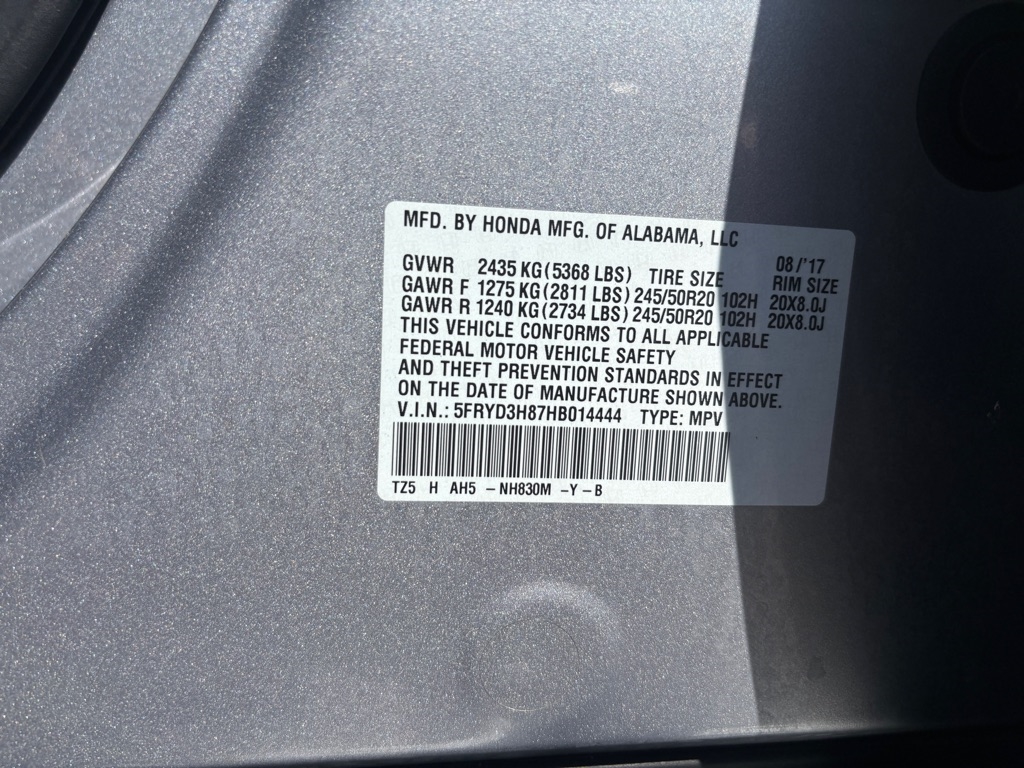 MFD. BY HONDA MFG. OF ALABAMA, LLC
08/'17
GVWR 2435 KG (5368 LBS) TIRE SIZE RIM SIZE
GAWR F 1275 KG (2811 LBS) 245/50R20 102H 20X8.0J
GAWR R 1240 KG (2734 LBS) 245/50R20 102H 20X8.0J
THIS VEHICLE CONFORMS TO ALL APPLICABLE
FEDERAL MOTOR VEHICLE SAFETY
AND THEFT PREVENTION STANDARDS IN EFFECT
ON THE DATE OF MANUFACTURE SHOWN ABOVE.
V.I.N.: 5FRYD3H87HB014444 TYPE: MPV
TZ5 H AH5 -NH830M -Y-B